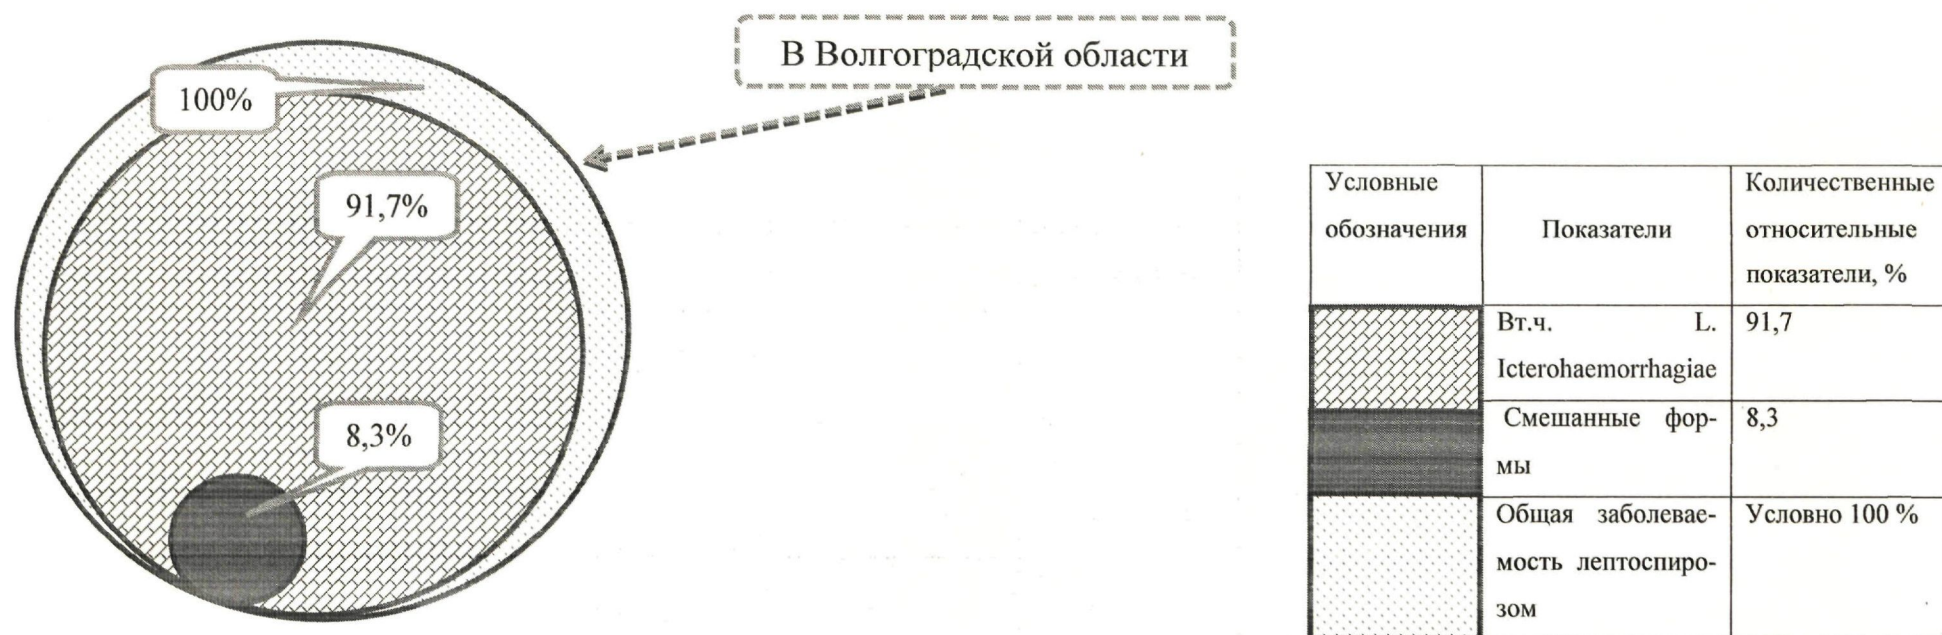 В Волгоградской области
100%
91,7%
8,3%
Условные
обозначения
Показатели
Количественные
относительные
показатели, %
Вт.ч. L.
Icterohaemorrhagiae
91,7
Смешанные фор-
мы
8,3
Общая заболевае-
мость лептоспиро-
зом
Условно 100 %